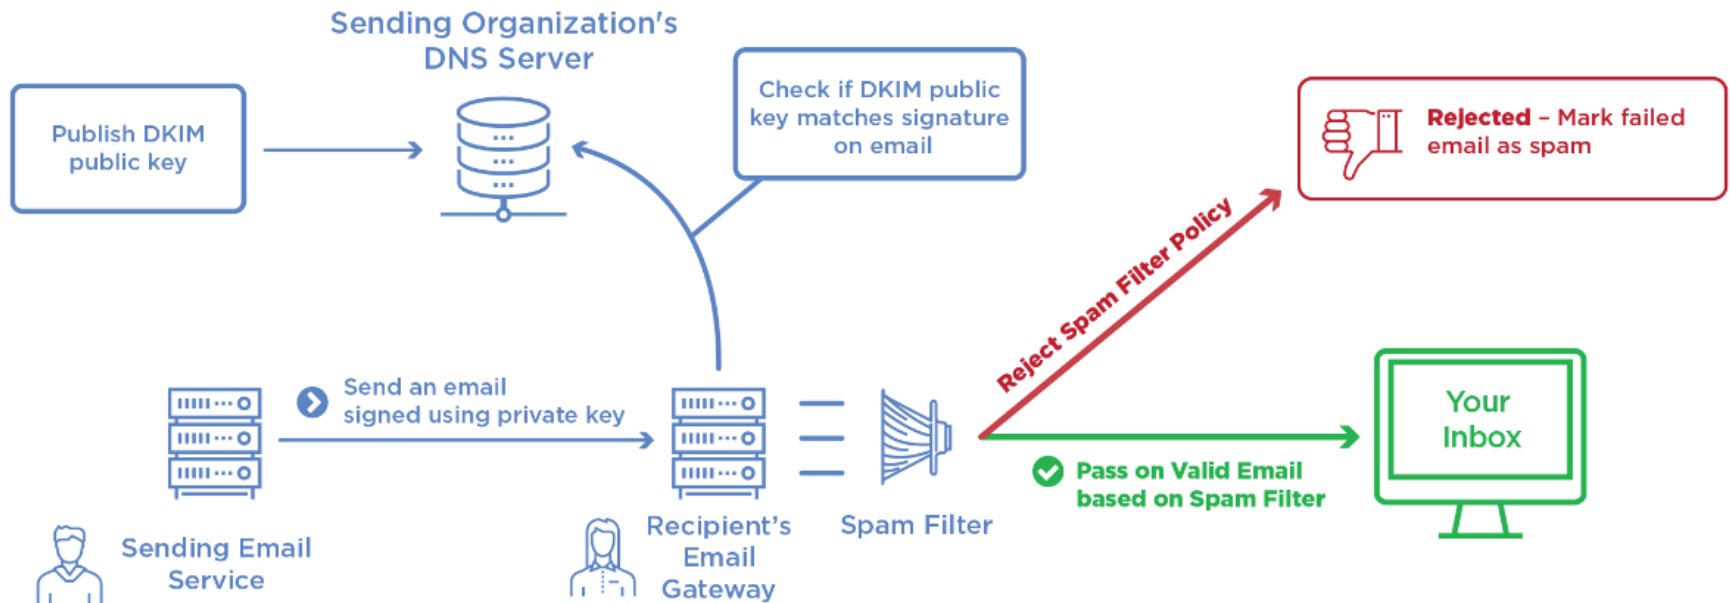 Sending Organization's
DNS Server
Publish DKIM
public key
Check if DKIM public
key matches signature
on email
Rejected – Mark failed
email as spam
Reject Spam Filter Policy
Send an email
signed using private key
Your
Inbox
Pass on Valid Email
based on Spam Filter
Sending Email
Service
Recipient's
Email
Gateway
Spam Filter